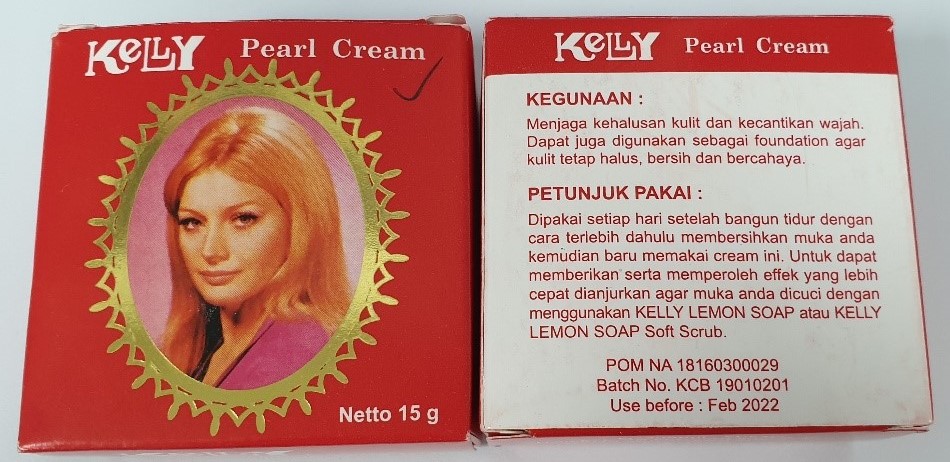 KELLY Pearl Cream
Netto 15 g
KELLY Pearl Cream
KEGUNAAN :
Menjaga kehalusan kulit dan kecantikan wajah.
Dapat juga digunakan sebagai foundation agar
kulit tetap halus, bersih dan bercahaya.
PETUNJUK PAKAI :
Dipakai setiap hari setelah bangun tidur dengan
cara terlebih dahulu membersihkan muka anda
kemudian baru memakai cream ini. Untuk dapat
memberikan serta memperoleh effek yang lebih
cepat dianjurkan agar muka anda dicuci dengan
menggunakan KELLY LEMON SOAP atau KELLY
LEMON SOAP Soft Scrub.
POM NA 18160300029
Batch No. KCB 19010201
Use before : Feb 2022